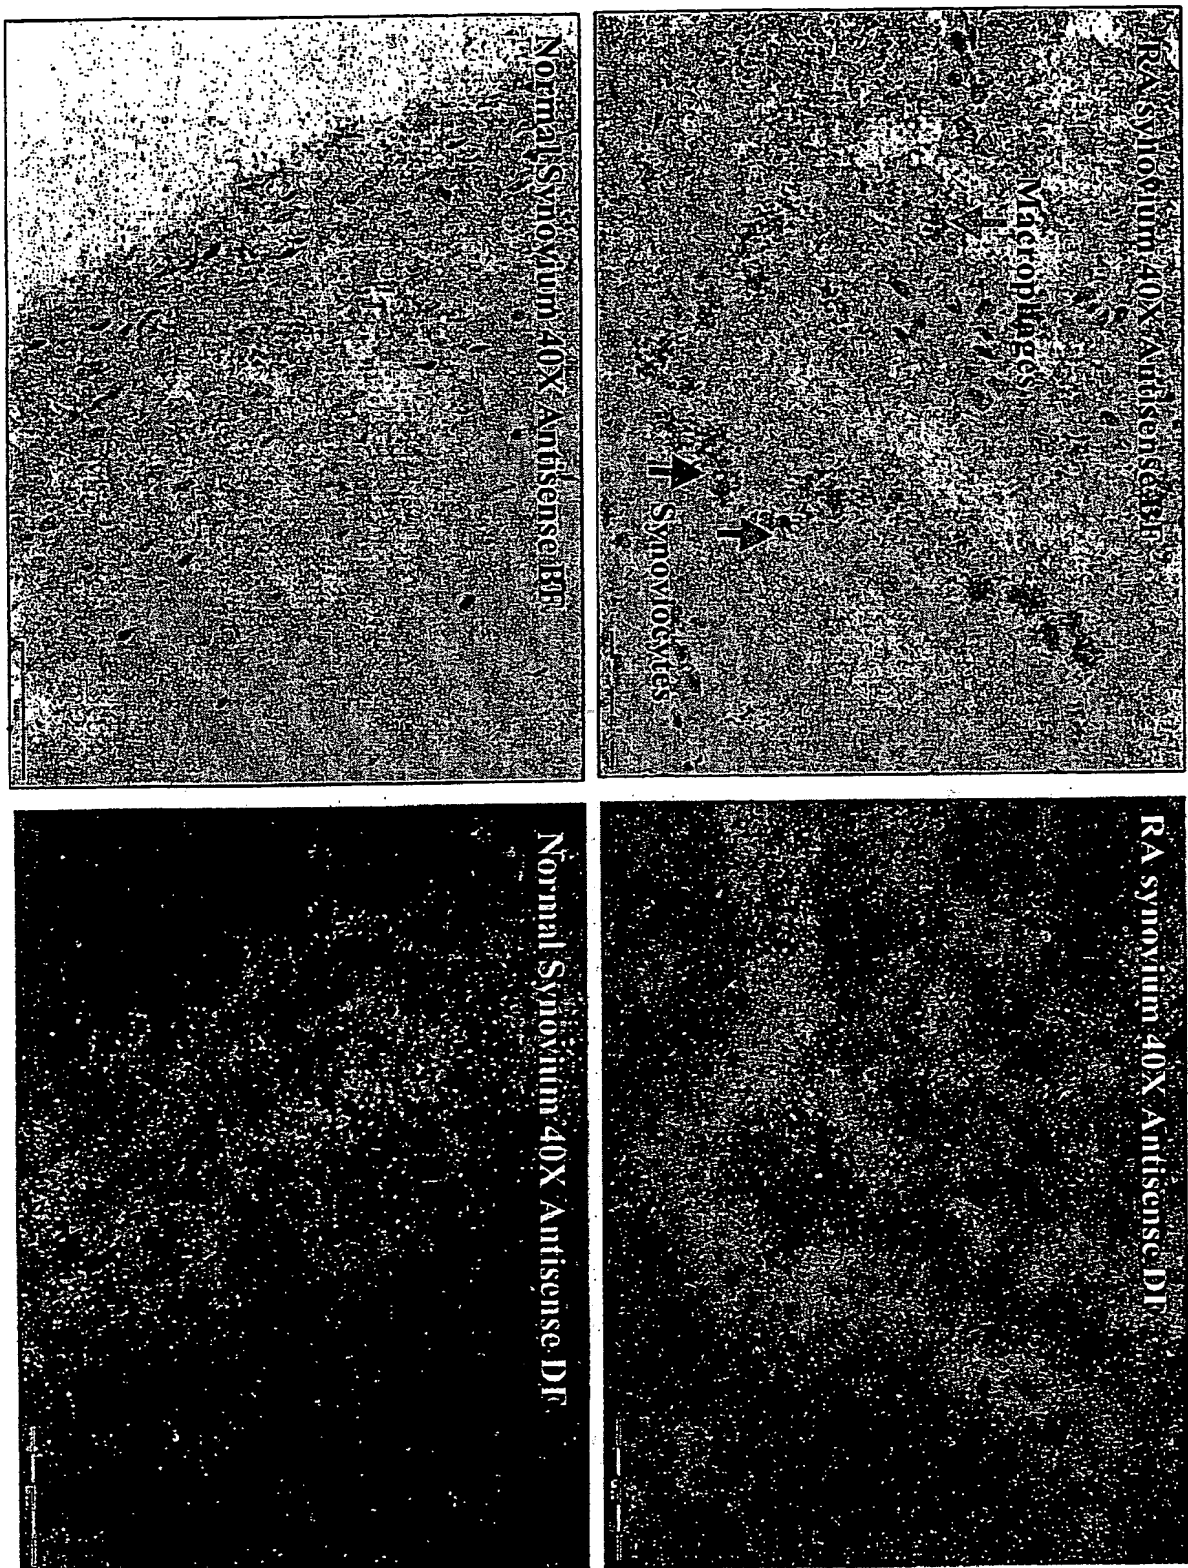 RA synovium 40X Antisense BF
Macrophages
Synoviocytes
RA synovium 40X Antisense DF
Normal Synovium 40X Antisense BF
Normal Synovium 40X Antisense DF